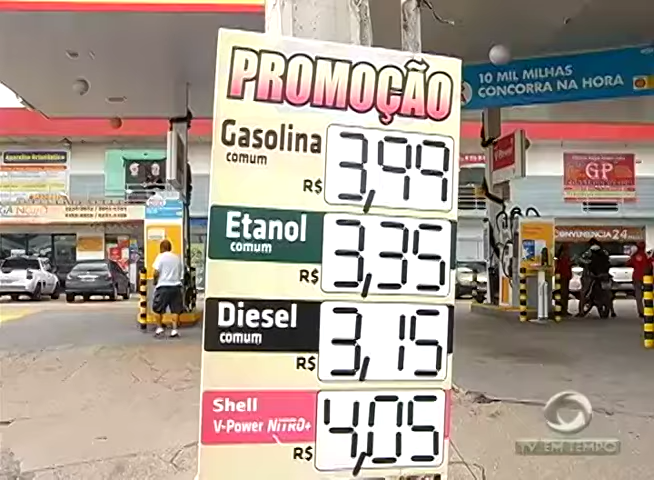 PROMOÇÃO
Gasolina
comum
R$ 3,99
Etanol
comum
R$ 3,35
Diesel
comum
R$ 3,15
Shell
V-Power NiTRO+
R$ 4,05
10 MIL MILHAS
CONCORRA NA HORA
GP
CONVENIENCIA 24
TV EM TEMPO